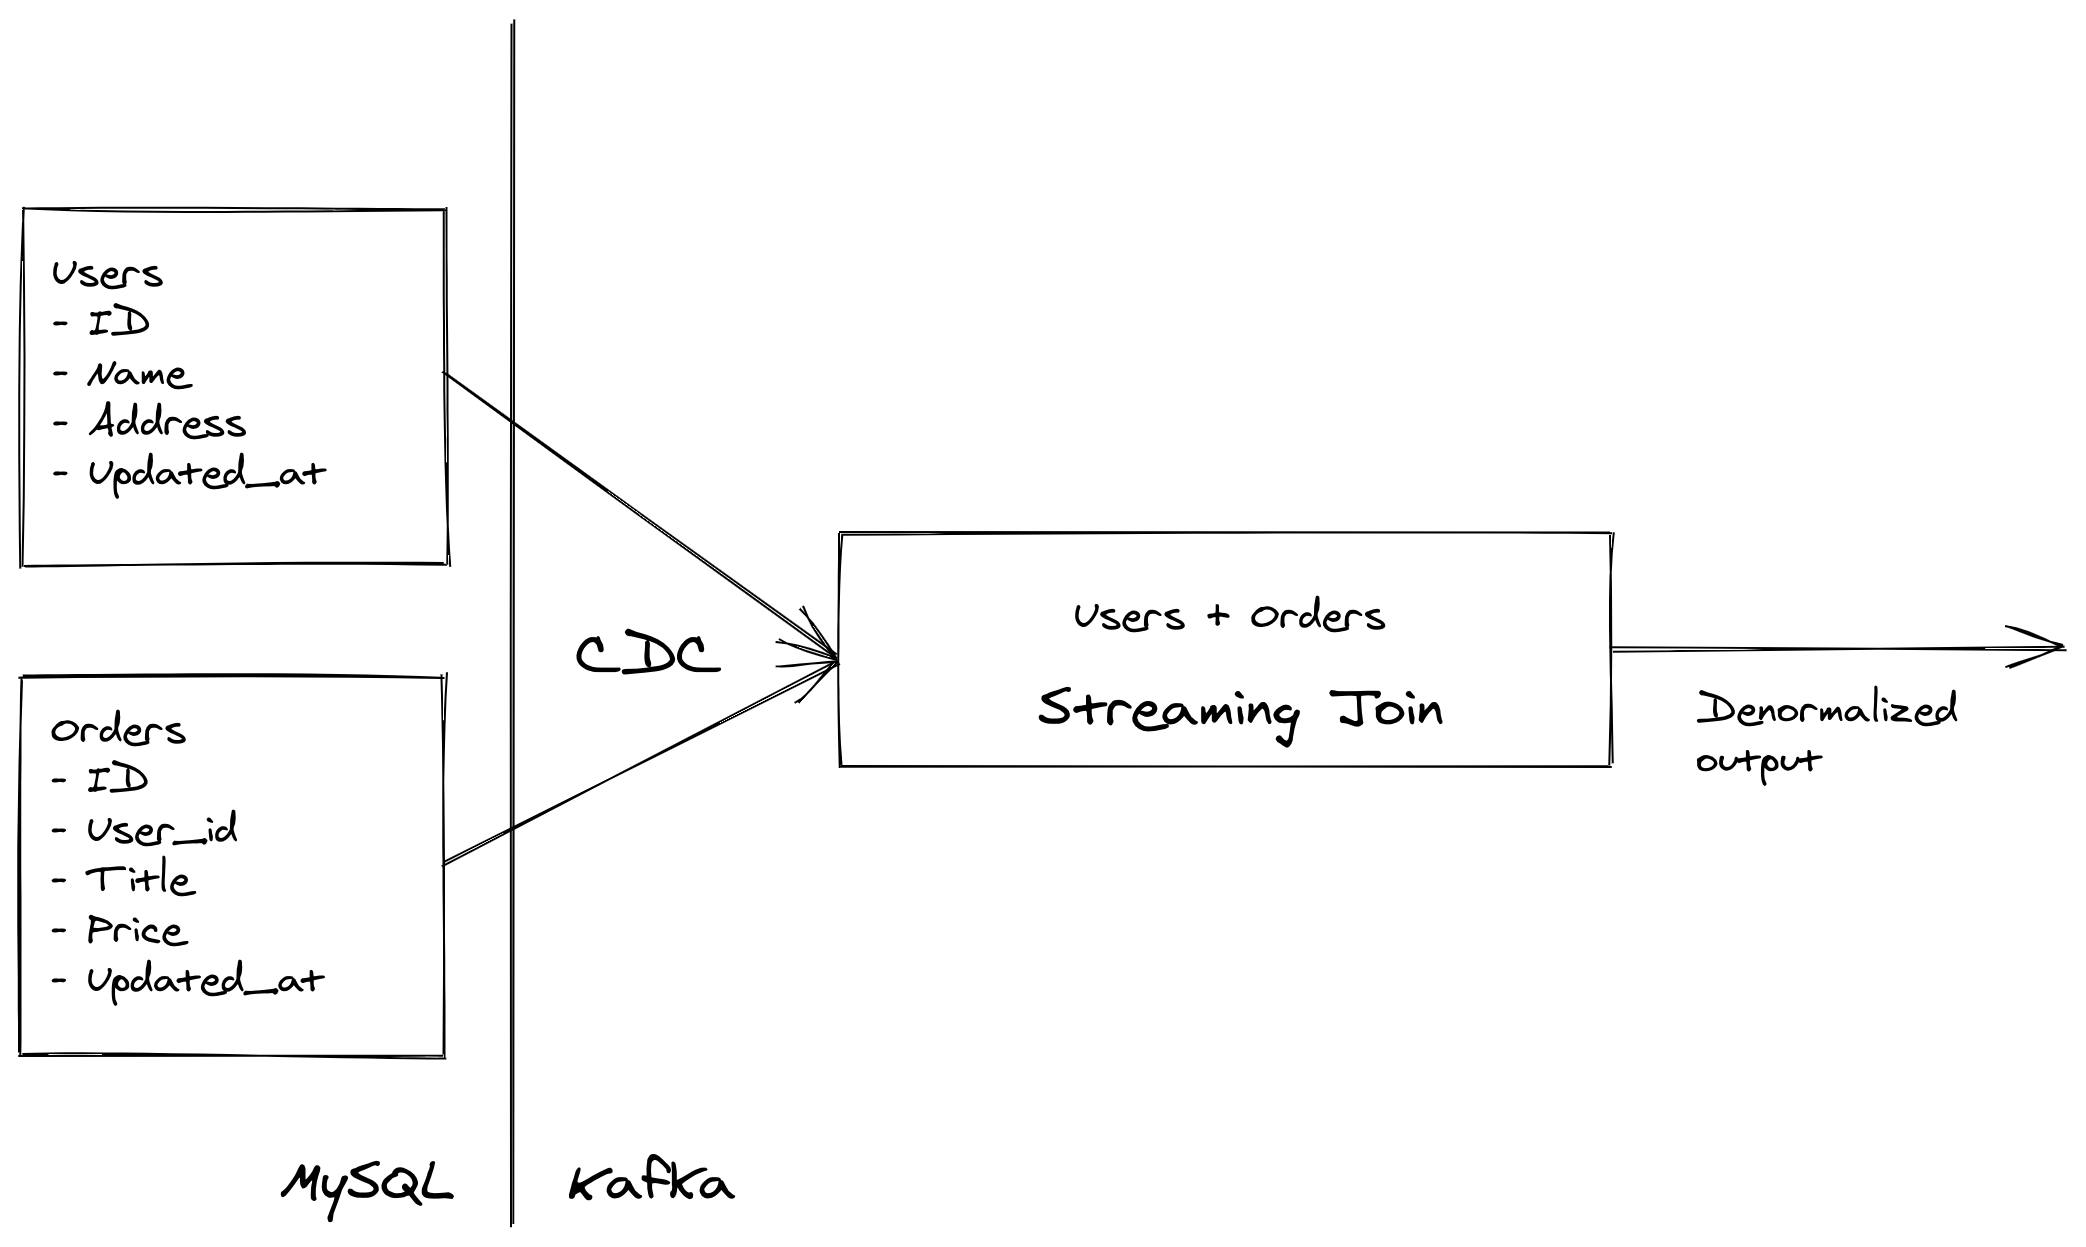 Users
- ID
- Name
- Address
- Updated_at
Orders
- ID
- User_id
- Title
- Price
- Updated_at
MySQL
Kafka
CDC
Users + Orders
Streaming Join
Denormalized
output